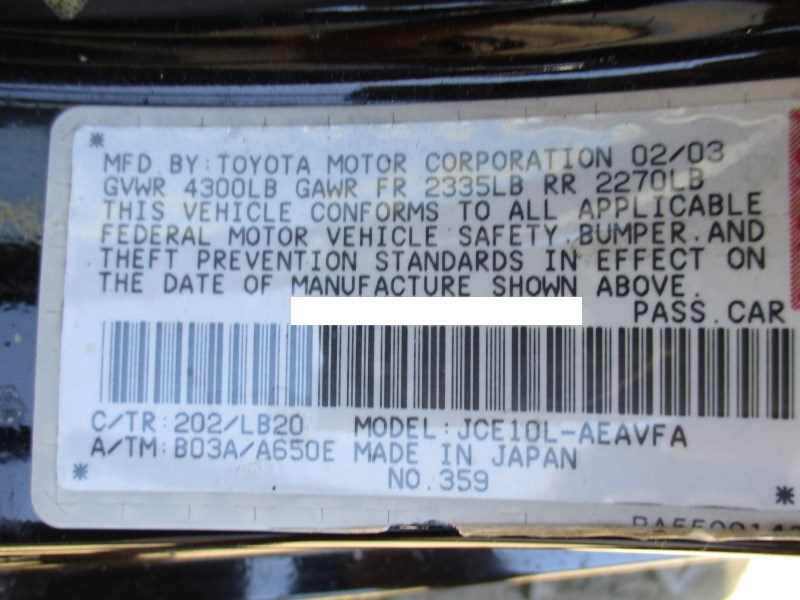 MFD.BY:TOYOTA MOTOR CORPORATION 02/03
GVWR 4300LB GAWR FR 2335LB RR 2270LB
THIS VEHICLE CONFORMS TO ALL APPLICABLE
FEDERAL MOTOR VEHICLE SAFETY.BUMPER.AND
THEFT PREVENTION STANDARDS IN EFFECT ON
THE DATE OF MANUFACTURE SHOWN ABOVE.
PASS.CAR
C/TR:202/LB20 MODEL:JCE10L-AEAVFA
A/TM:B03A/A650E MADE IN JAPAN
NO.359